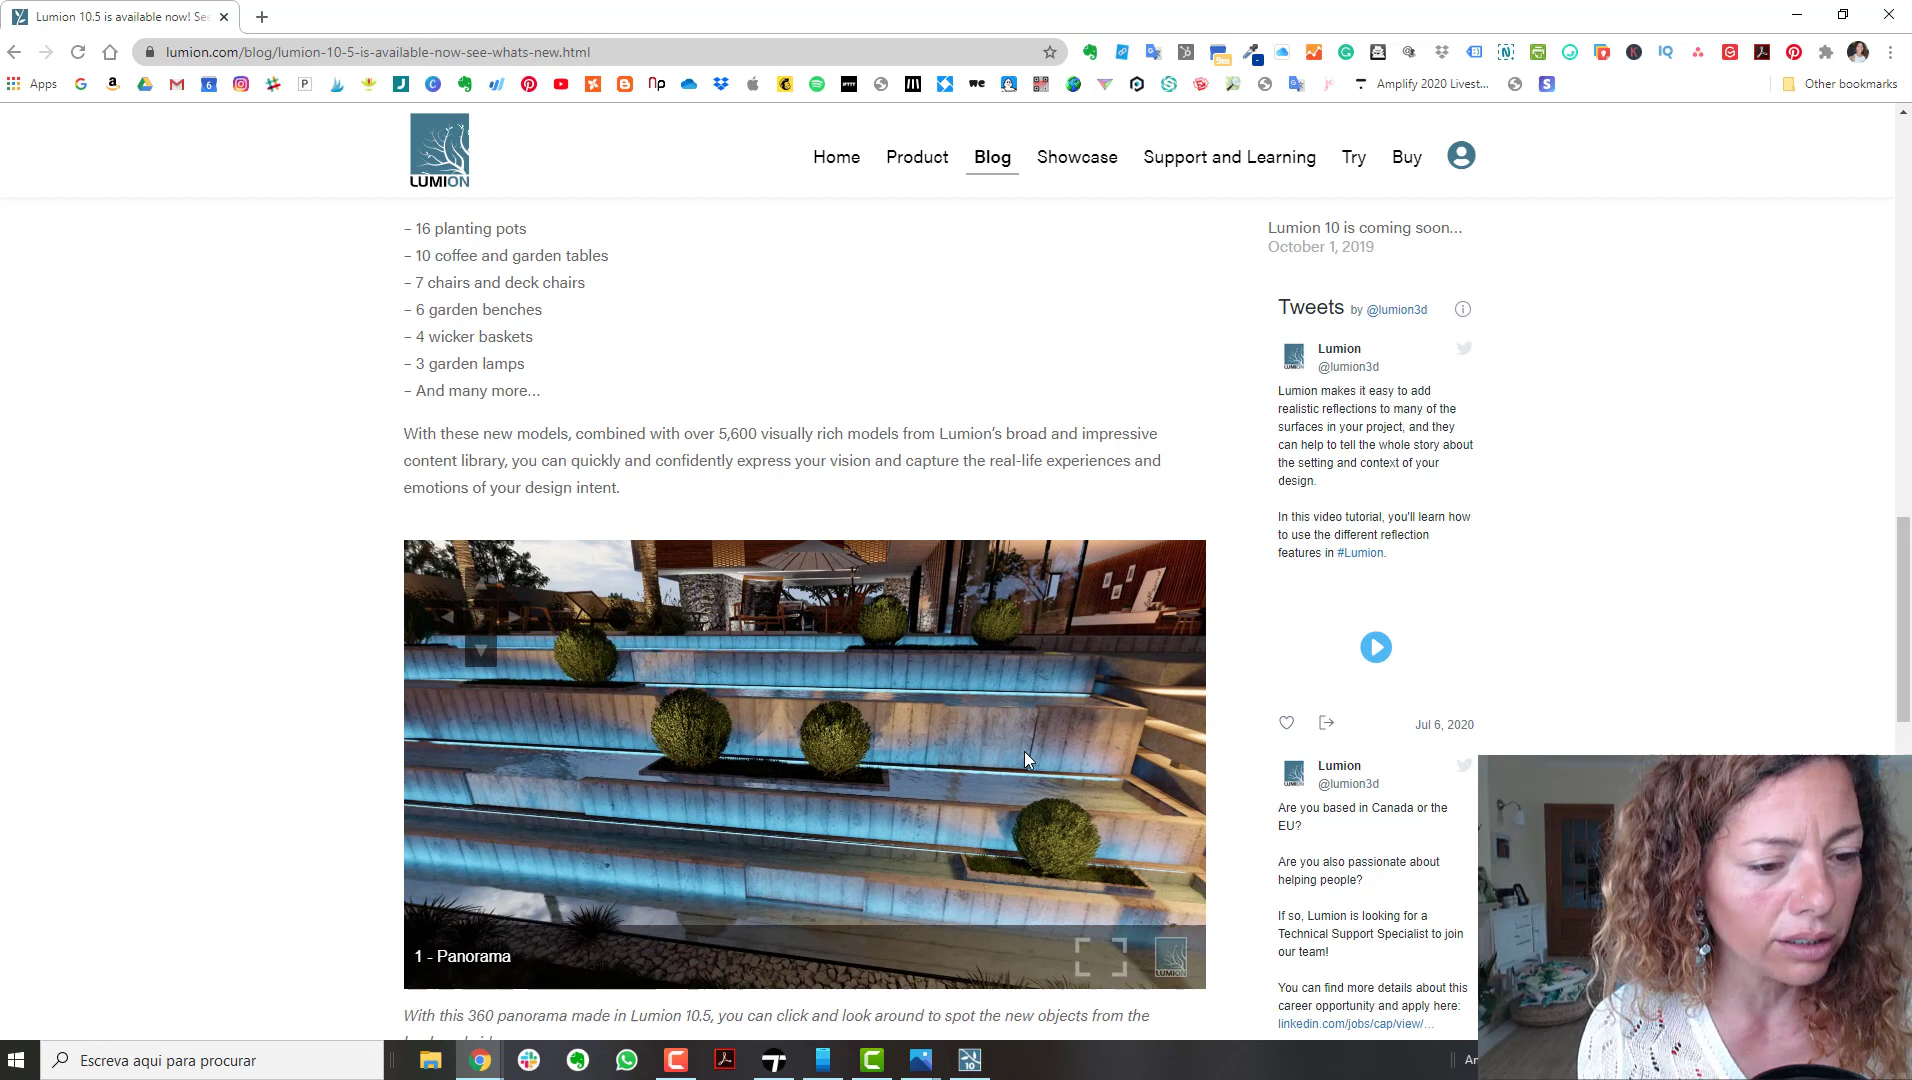 Lumion 10.5 is available now! See
lumion.com/blog/lumion-10-5-is-available-now-see-whats-new.html
Apps
Amplify 2020 Livest...
Other bookmarks
LUMION
Home
Product
Blog
Showcase
Support and Learning
Try
Buy
– 16 planting pots
– 10 coffee and garden tables
– 7 chairs and deck chairs
– 6 garden benches
– 4 wicker baskets
– 3 garden lamps
– And many more…
With these new models, combined with over 5,600 visually rich models from Lumion’s broad and impressive
content library, you can quickly and confidently express your vision and capture the real-life experiences and
emotions of your design intent.
1 - Panorama
LUMION
With this 360 panorama made in Lumion 10.5, you can click and look around to spot the new objects from the
Lumion 10 is coming soon…
October 1, 2019
Tweets by @lumion3d
Lumion
@lumion3d
Lumion makes it easy to add
realistic reflections to many of the
surfaces in your project, and they
can help to tell the whole story about
the setting and context of your
design.
In this video tutorial, you'll learn how
to use the different reflection
features in #Lumion.
Jul 6, 2020
Lumion
@lumion3d
Are you based in Canada or the
EU?
Are you also passionate about
helping people?
If so, Lumion is looking for a
Technical Support Specialist to join
our team!
You can find more details about this
career opportunity and apply here:
linkedin.com/jobs/cap/view/…
Escreva aqui para procurar